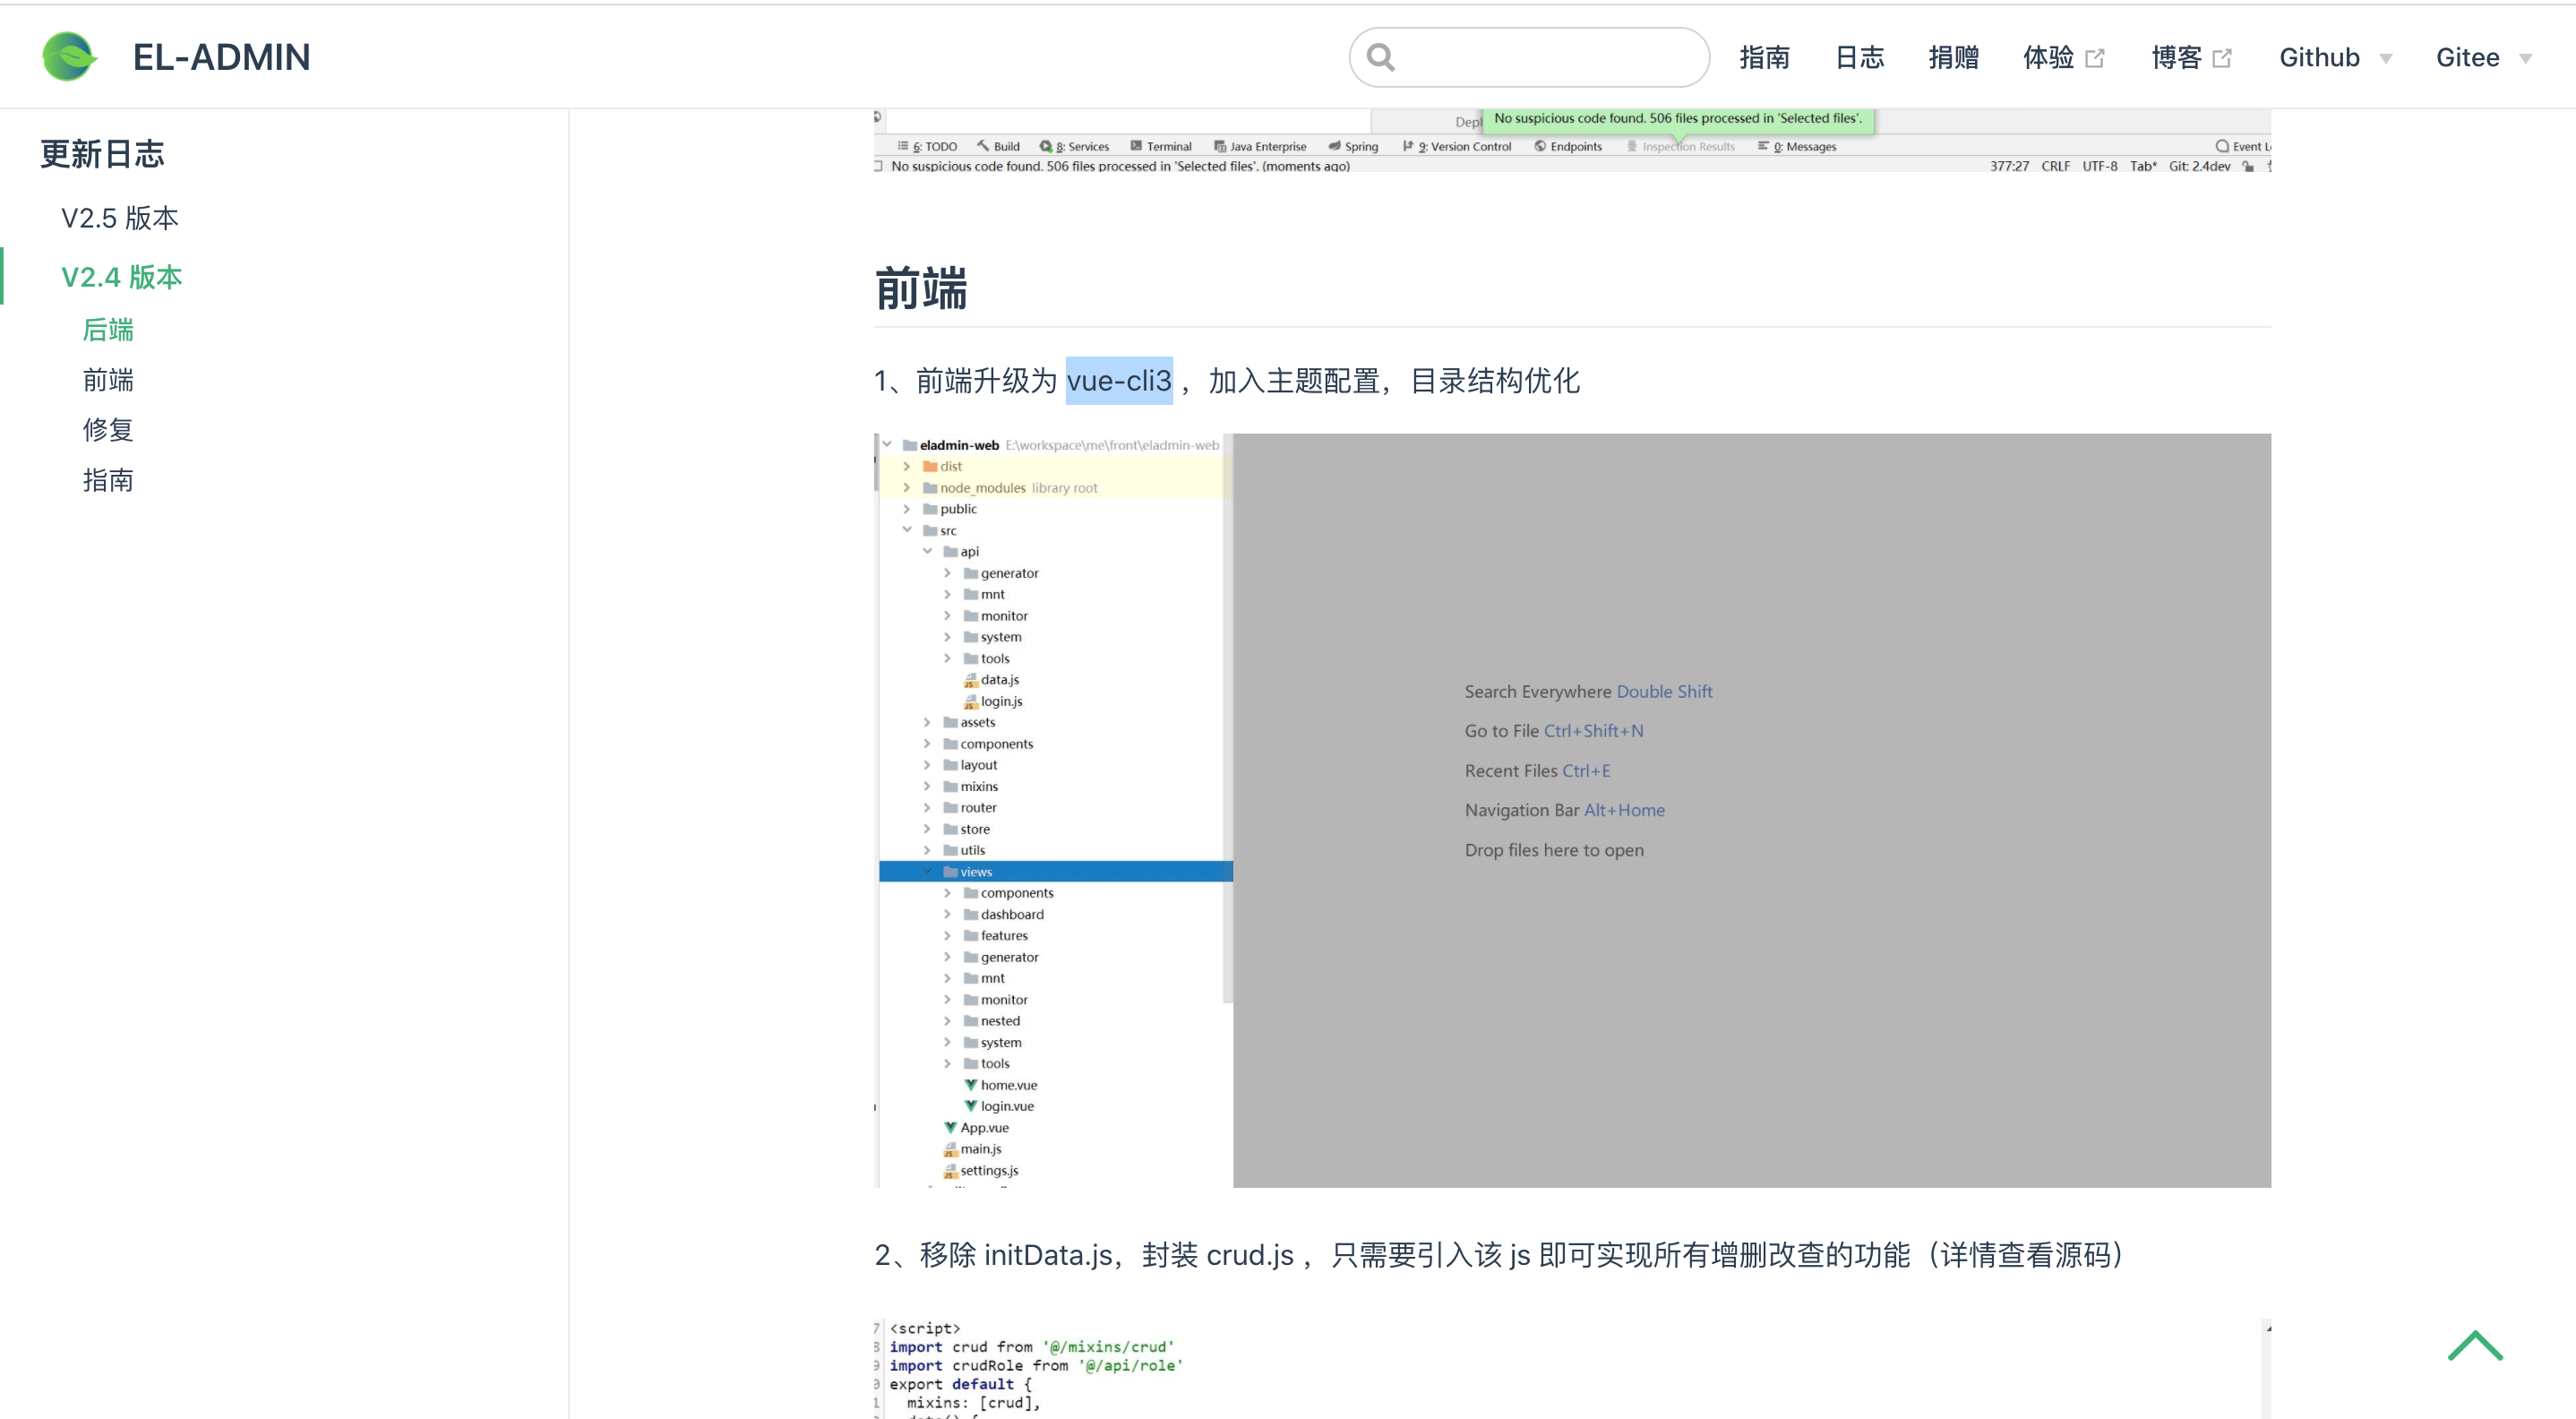 EL-ADMIN
指南 日志 捐赠 体验 博客 Github Gitee
更新日志
V2.5 版本
V2.4 版本
后端
前端
修复
指南
No suspicious code found. 506 files processed in 'Selected files'.
6: TODO Build 8: Services Terminal Java Enterprise Spring 9: Version Control Endpoints Inspection Results 0: Messages
No suspicious code found. 506 files processed in 'Selected files'. (moments ago) 377:27 CRLF UTF-8 Tab* Git: 2.4dev
前端
1、前端升级为 vue-cli3 ，加入主题配置，目录结构优化
eladmin-web E:\workspace\me\front\eladmin-web
dist
node_modules library root
public
src
api
generator
mnt
monitor
system
tools
data.js
login.js
assets
components
layout
mixins
router
store
utils
views
components
dashboard
features
generator
mnt
monitor
nested
system
tools
home.vue
login.vue
App.vue
main.js
settings.js
Search Everywhere Double Shift
Go to File Ctrl+Shift+N
Recent Files Ctrl+E
Navigation Bar Alt+Home
Drop files here to open
2、移除 initData.js，封装 crud.js ，只需要引入该 js 即可实现所有增删改查的功能（详情查看源码）
<script>
import crud from '@/mixins/crud'
import crudRole from '@/api/role'
export default {
mixins: [crud],